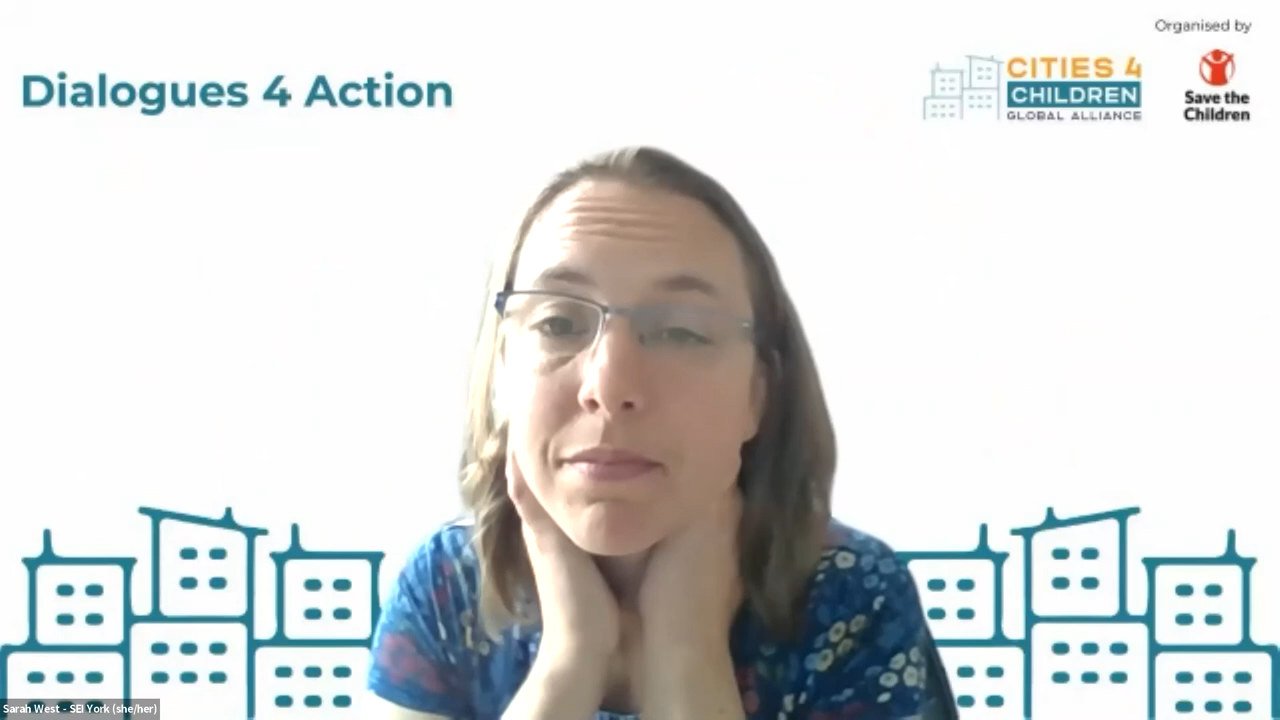 Organised by
Dialogues 4 Action
CITIES 4
CHILDREN
GLOBAL ALLIANCE
Save the
Children
Sarah West - SEI York (she/her)